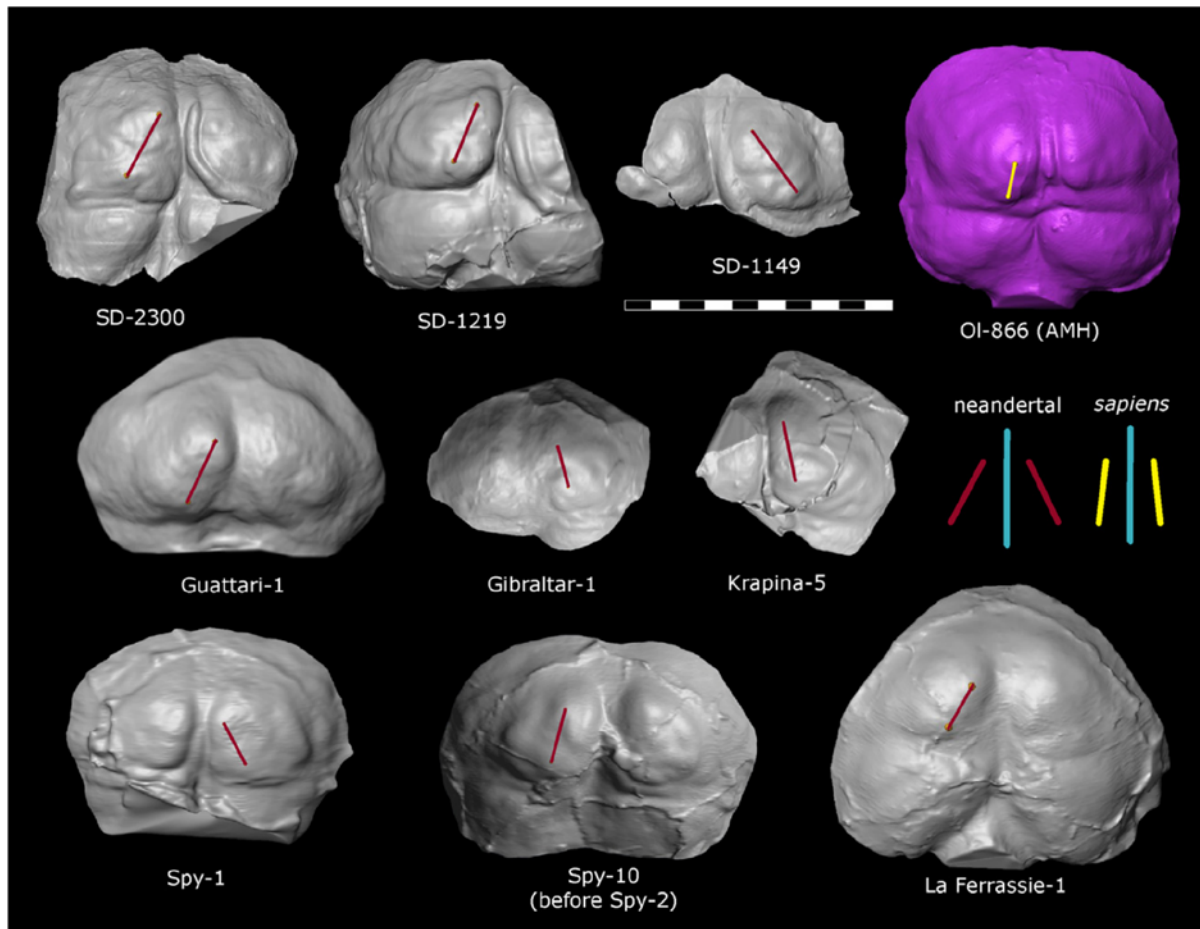 SD-2300
SD-1219
SD-1149
OI-866 (AMH)
neandertal
sapiens
Guattari-1
Gibraltar-1
Krapina-5
Spy-1
Spy-10
(before Spy-2)
La Ferrassie-1